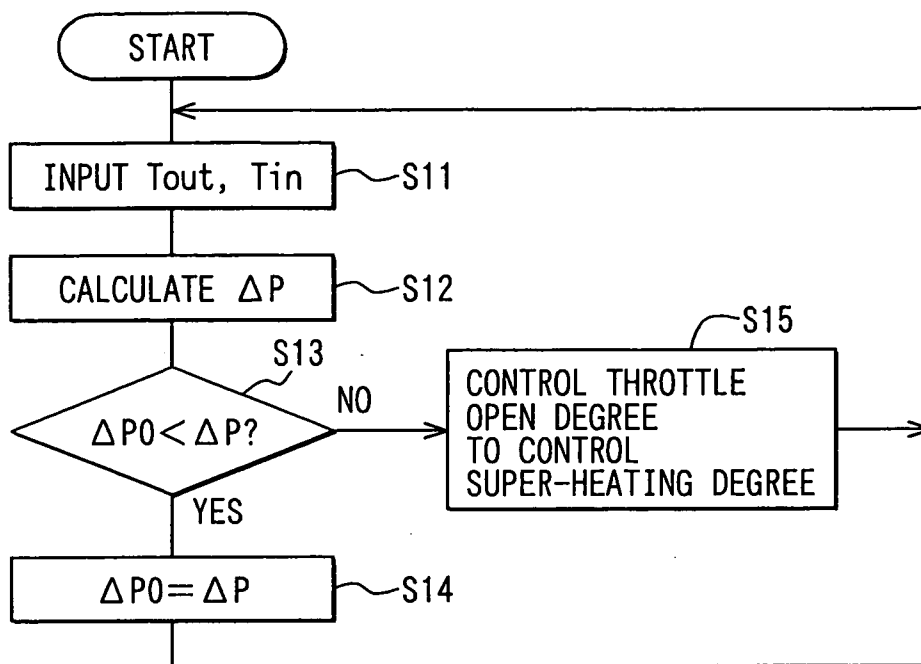 START
INPUT Tout, Tin
S11
CALCULATE ΔP
S12
S13
ΔP0<ΔP?
NO
YES
S15
CONTROL THROTTLE
OPEN DEGREE
TO CONTROL
SUPER-HEATING DEGREE
ΔP0=ΔP
S14